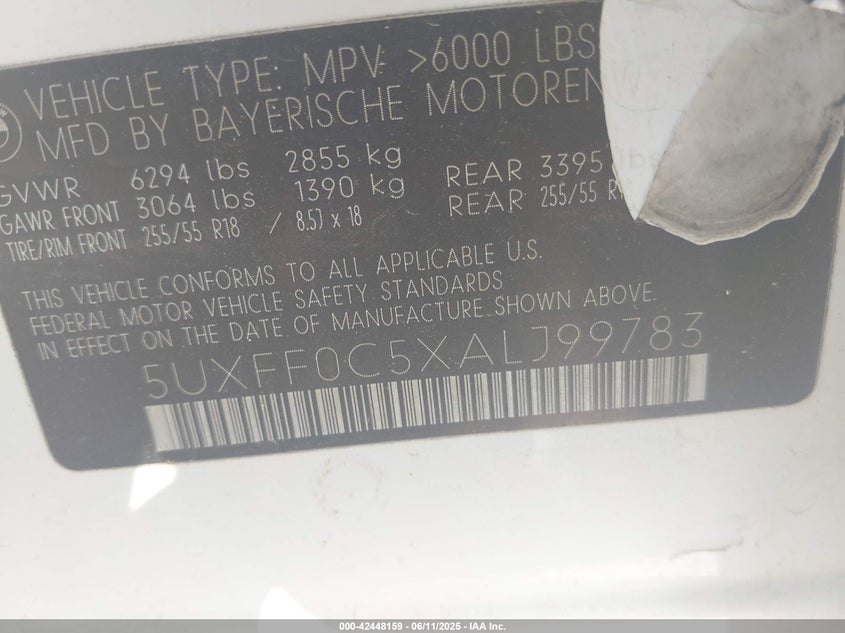 VEHICLE TYPE: MPV >6000 LBS
MFD BY BAYERISCHE MOTOREN W
GVWR 6294 lbs 2855 kg
GAWR FRONT 3064 lbs 1390 kg REAR 3395 lbs
TIRE/RIM FRONT 255/55 R18 / 8.5J x 18 REAR 255/55 R
THIS VEHICLE CONFORMS TO ALL APPLICABLE U.S.
FEDERAL MOTOR VEHICLE SAFETY STANDARDS
IN EFFECT ON THE DATE OF MANUFACTURE SHOWN ABOVE.
5UXFF0C5XALJ99783
000-42448159 - 06/11/2025 - IAA Inc.